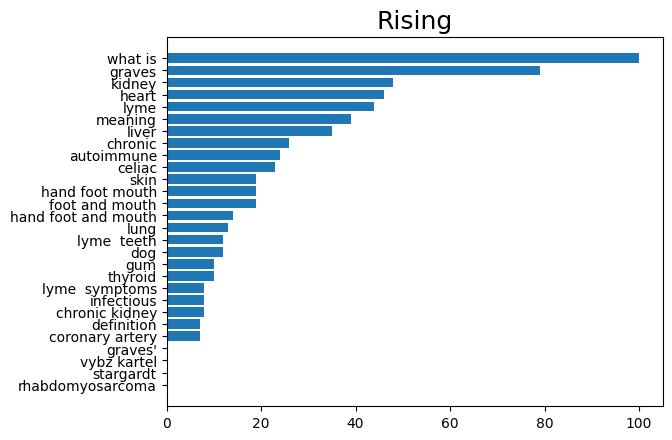 Rising
what is
graves
kidney
heart
lyme
meaning
liver
chronic
autoimmune
celiac
skin
hand foot mouth
foot and mouth
hand foot and mouth
lung
lyme  teeth
dog
gum
thyroid
lyme  symptoms
infectious
chronic kidney
definition
coronary artery
graves'
vybz kartel
stargardt
rhabdomyosarcoma
0 20 40 60 80 100